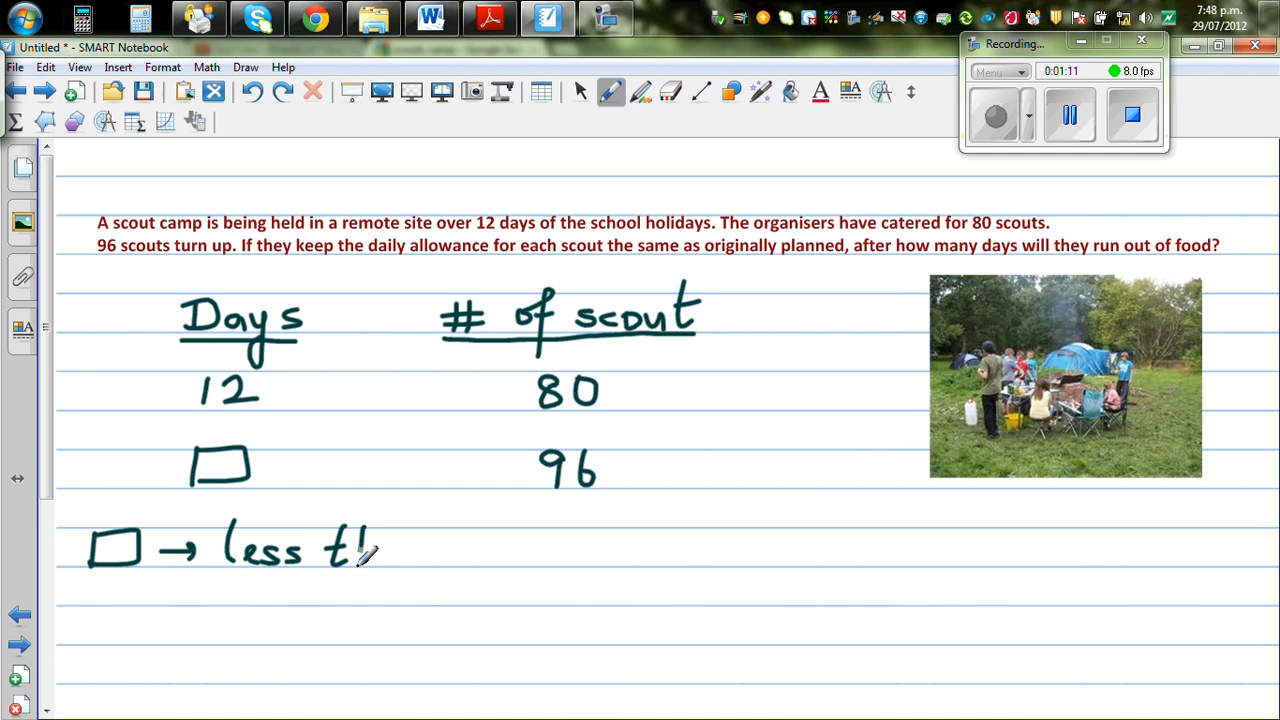 7:48 p.m.
29/07/2012
Untitled * - SMART Notebook
Recording...
File Edit View Insert Format Math Draw Help
Menu 0:01:11 8.0 fps
A scout camp is being held in a remote site over 12 days of the school holidays. The organisers have catered for 80 scouts.
96 scouts turn up. If they keep the daily allowance for each scout the same as originally planned, after how many days will they run out of food?
Days # of scout
12 80
96
→ less th